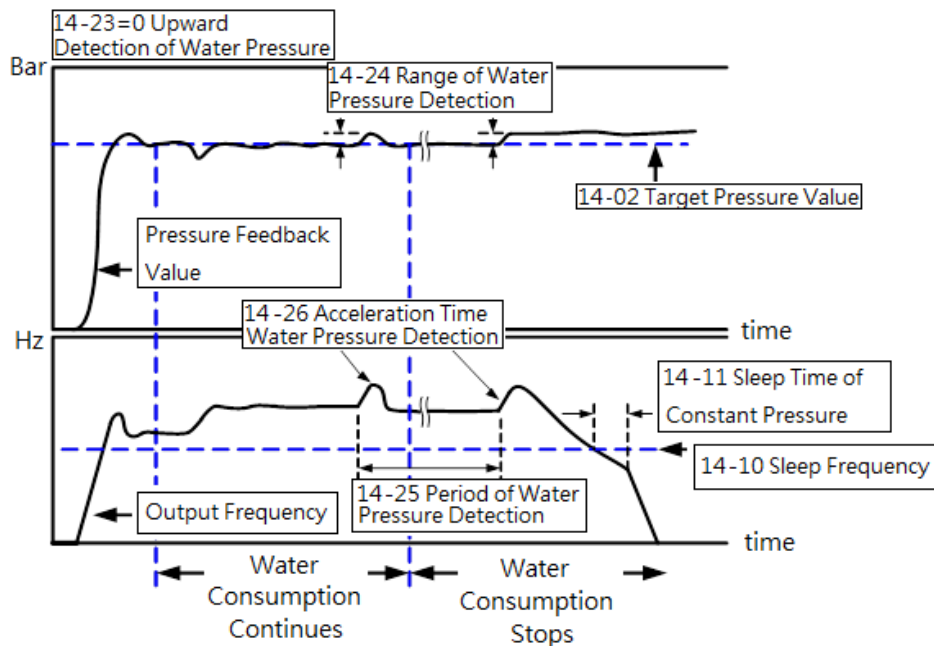 14-23=0 Upward
Detection of Water Pressure
Bar
14-24 Range of Water
Pressure Detection
14-02 Target Pressure Value
Pressure Feedback
Value
time
Hz
14-26 Acceleration Time
Water Pressure Detection
14-11 Sleep Time of
Constant Pressure
14-10 Sleep Frequency
14-25 Period of Water
Pressure Detection
Output Frequency
time
Water
Consumption
Continues
Water
Consumption
Stops